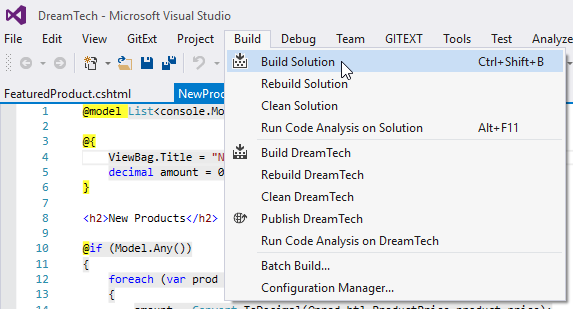 DreamTech - Microsoft Visual Studio
File View GitExt Project Build Debug Team GITEXT Tools Test Analyze
Build Solution Ctrl+Shift+B
Rebuild Solution
Clean Solution
Run Code Analysis on Solution Alt+F11
Build DreamTech
Rebuild DreamTech
Clean DreamTech
Publish DreamTech
Run Code Analysis on DreamTech
Batch Build...
Configuration Manager...
FeaturedProduct.cshtml NewProd
1 @model List<console.Mo
2
3 @{
4 ViewBag.Title = "N
5 decimal amount = 0
6 }
7
8 <h2>New Products</h2>
9
10 @if (Model.Any())
11 {
12 foreach (var prod
13 {
14